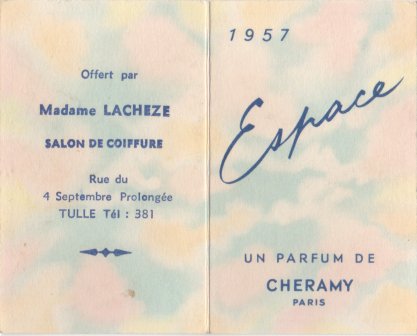 Offert par
Madame LACHEZE
SALON DE COIFFURE
Rue du
4 Septembre Prolongée
TULLE Tél : 381
1957
Espace
UN PARFUM DE
CHERAMY
PARIS